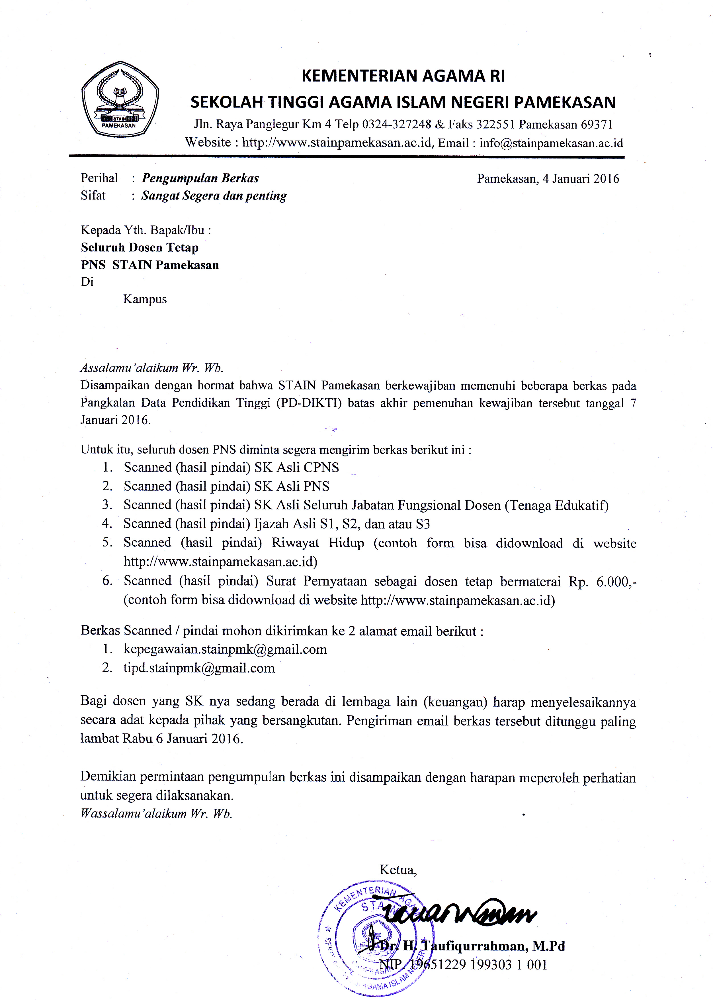 STAIN
PAMEKASAN
KEMENTERIAN AGAMA RI
SEKOLAH TINGGI AGAMA ISLAM NEGERI PAMEKASAN
Jln. Raya Panglegur Km 4 Telp 0324-327248 & Faks 322551 Pamekasan 69371
Website : http://www.stainpamekasan.ac.id, Email : info@stainpamekasan.ac.id
Perihal : Pengumpulan Berkas Pamekasan, 4 Januari 2016
Sifat : Sangat Segera dan penting
Kepada Yth. Bapak/Ibu :
Seluruh Dosen Tetap
PNS STAIN Pamekasan
Di
Kampus
Assalamu'alaikum Wr. Wb.
Disampaikan dengan hormat bahwa STAIN Pamekasan berkewajiban memenuhi beberapa berkas pada
Pangkalan Data Pendidikan Tinggi (PD-DIKTI) batas akhir pemenuhan kewajiban tersebut tanggal 7
Januari 2016.
Untuk itu, seluruh dosen PNS diminta segera mengirim berkas berikut ini :
1. Scanned (hasil pindai) SK Asli CPNS
2. Scanned (hasil pindai) SK Asli PNS
3. Scanned (hasil pindai) SK Asli Seluruh Jabatan Fungsional Dosen (Tenaga Edukatif)
4. Scanned (hasil pindai) Ijazah Asli S1, S2, dan atau S3
5. Scanned (hasil pindai) Riwayat Hidup (contoh form bisa didownload di website
http://www.stainpamekasan.ac.id)
6. Scanned (hasil pindai) Surat Pernyataan sebagai dosen tetap bermaterai Rp. 6.000,-
(contoh form bisa didownload di website http://www.stainpamekasan.ac.id)
Berkas Scanned / pindai mohon dikirimkan ke 2 alamat email berikut :
1. kepegawaian.stainpmk@gmail.com
2. tipd.stainpmk@gmail.com
Bagi dosen yang SK nya sedang berada di lembaga lain (keuangan) harap menyelesaikannya
secara adat kepada pihak yang bersangkutan. Pengiriman email berkas tersebut ditunggu paling
lambat Rabu 6 Januari 2016.
Demikian permintaan pengumpulan berkas ini disampaikan dengan harapan meperoleh perhatian
untuk segera dilaksanakan.
Wassalamu'alaikum Wr. Wb.
Ketua,
KEMENTERIAN AGAMA
STAIN
PAMEKASAN
AGAMA ISLAM NEGERI
Dr. H. Taufiqurrahman, M.Pd
NIP. 19651229 199303 1 001